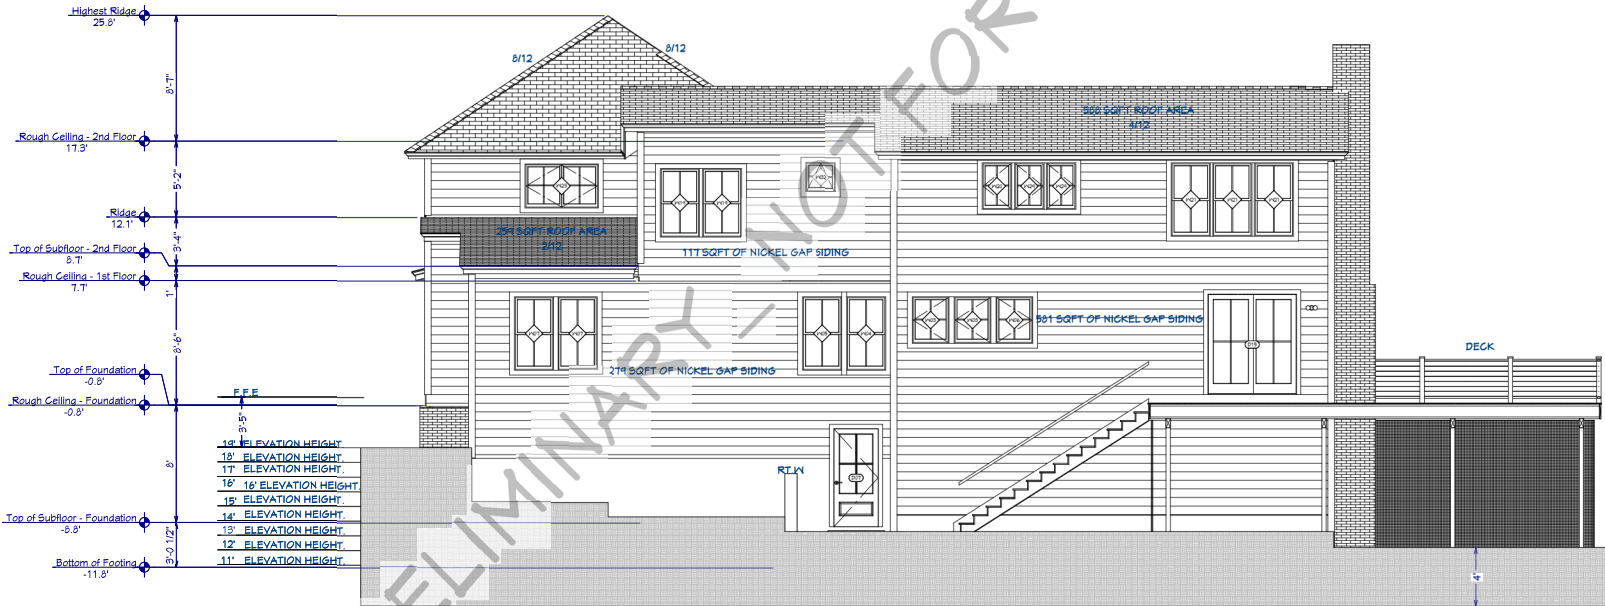 Highest Ridge
25.8'
8'-7"
8/12
8/12
Rough Ceiling - 2nd Floor
17.3'
5'-2"
Ridge
12.1'
3'-4"
Top of Subfloor - 2nd Floor
8.7'
Rough Ceiling - 1st Floor
7.7'
1'
8'-6"
Top of Foundation
-0.8'
Rough Ceiling - Foundation
-0.8'
8'
Top of Subfloor - Foundation
-8.8'
3'-0 1/2"
Bottom of Footing
-11.8'
F.F.E
3'-5"
19' ELEVATION HEIGHT.
18' ELEVATION HEIGHT.
17' ELEVATION HEIGHT.
16' 16' ELEVATION HEIGHT.
15' ELEVATION HEIGHT.
14' ELEVATION HEIGHT.
13' ELEVATION HEIGHT.
12' ELEVATION HEIGHT.
11' ELEVATION HEIGHT.
588 SQFT ROOF AREA
4/12
259 SQFT ROOF AREA
2/12
117 SQFT OF NICKEL GAP SIDING
581 SQFT OF NICKEL GAP SIDING
279 SQFT OF NICKEL GAP SIDING
DECK
RT.W
4'
ELIMINARY_NOT FOR